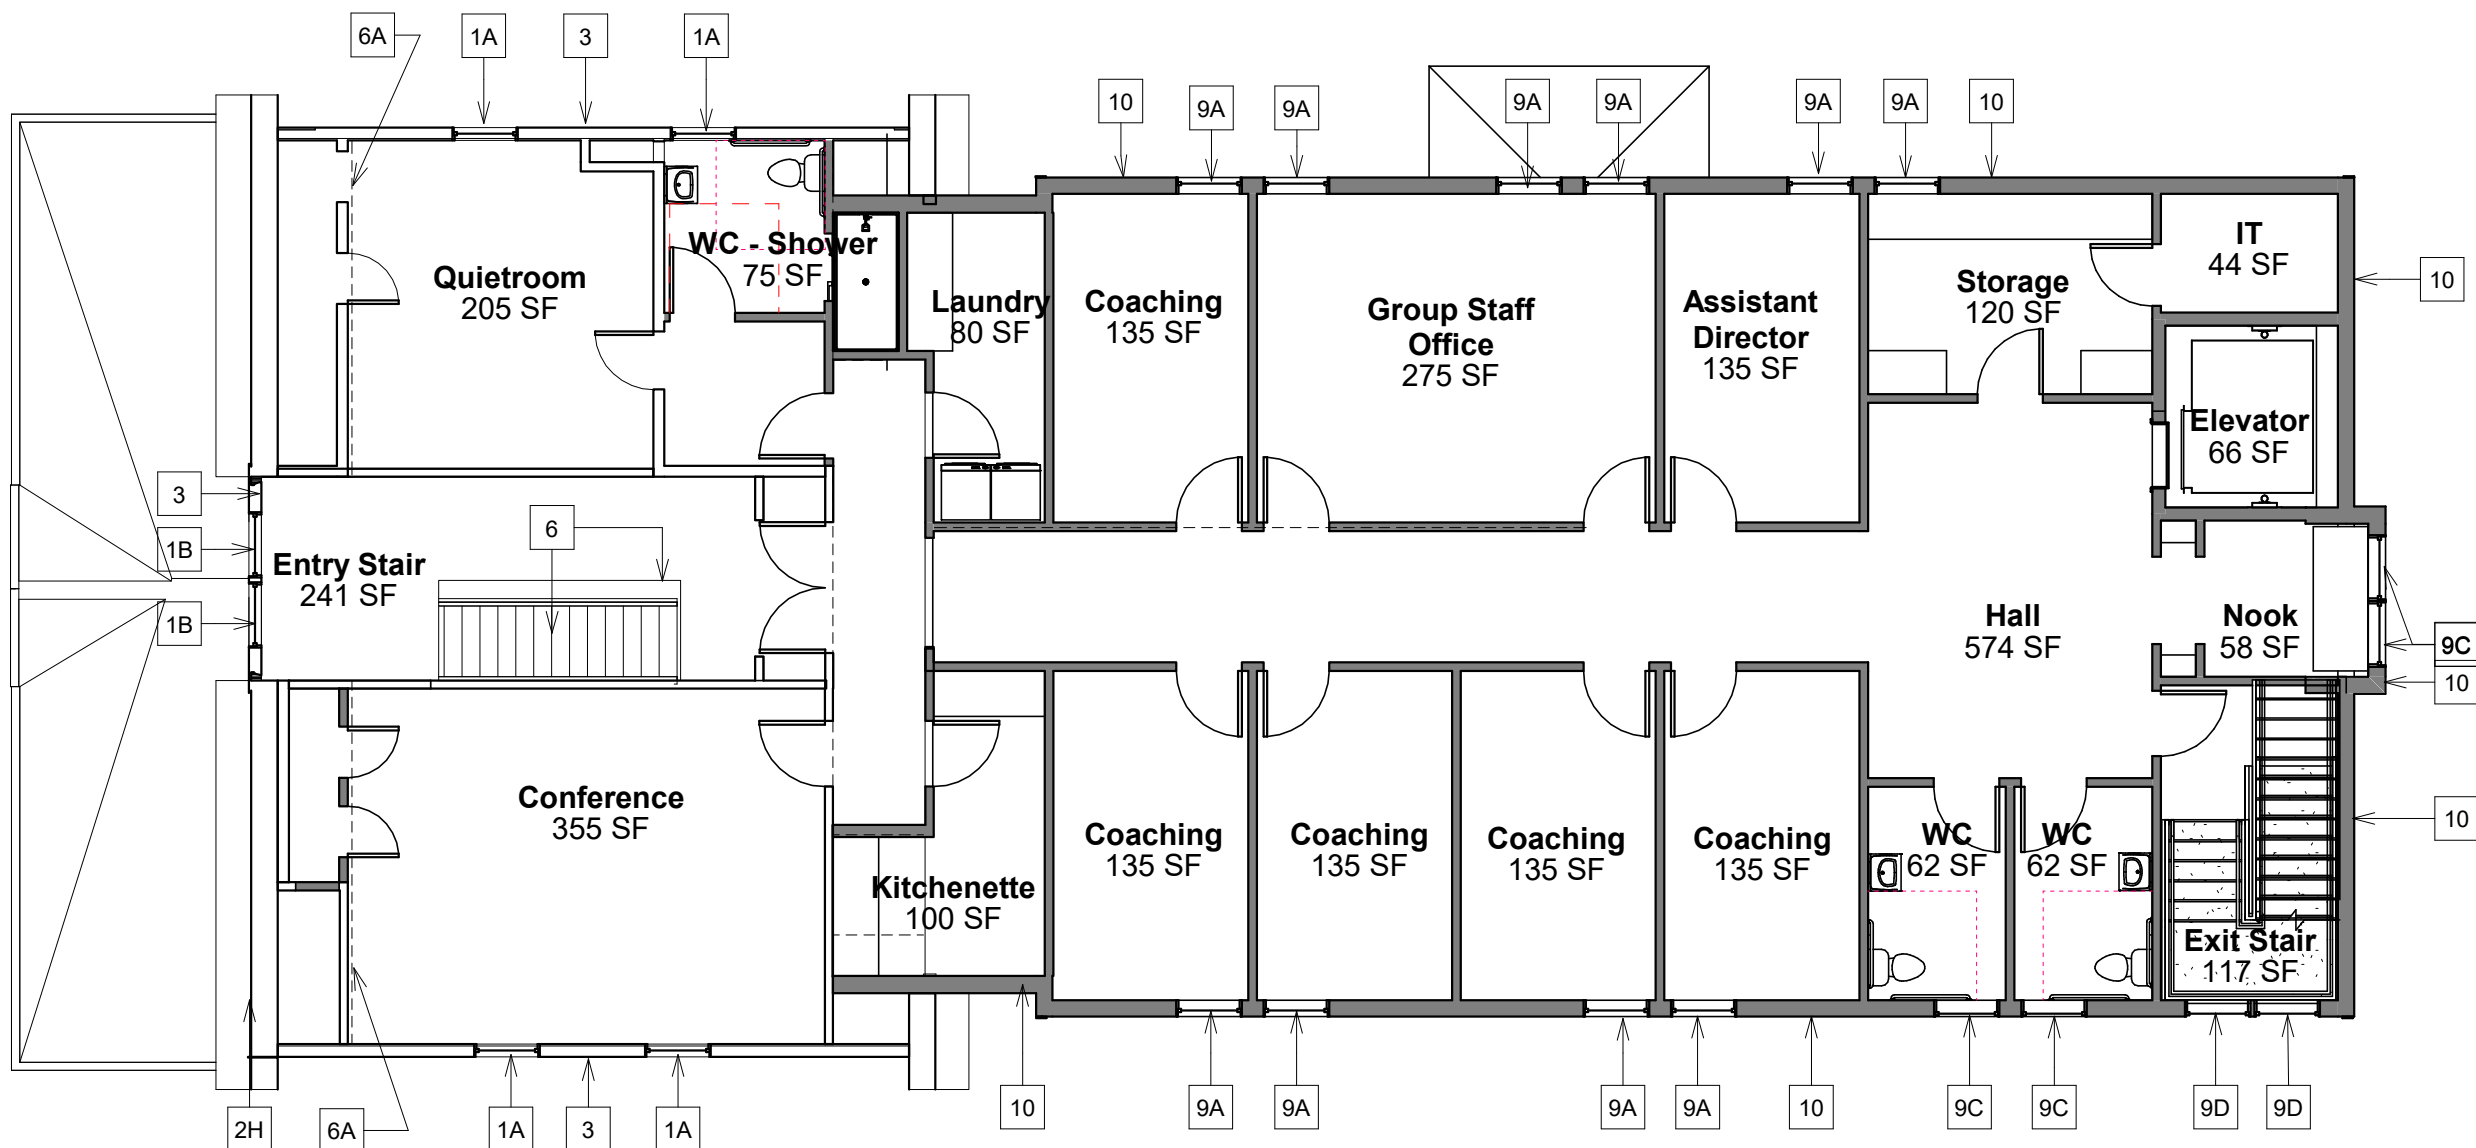 6A
1A
3
1A
10
9A
9A
9A
9A
9A
9A
10
WC - Shower
75 SF
Quietroom
205 SF
Laundry
80 SF
Coaching
135 SF
Group Staff
Office
275 SF
Assistant
Director
135 SF
Storage
120 SF
IT
44 SF
10
Elevator
66 SF
3
1B
1B
6
Entry Stair
241 SF
Hall
574 SF
Nook
58 SF
9C
10
Conference
355 SF
Kitchenette
100 SF
Coaching
135 SF
Coaching
135 SF
Coaching
135 SF
Coaching
135 SF
WC
62 SF
WC
62 SF
10
Exit Stair
117 SF
2H
6A
1A
3
1A
10
9A
9A
9A
9A
10
9C
9C
9D
9D